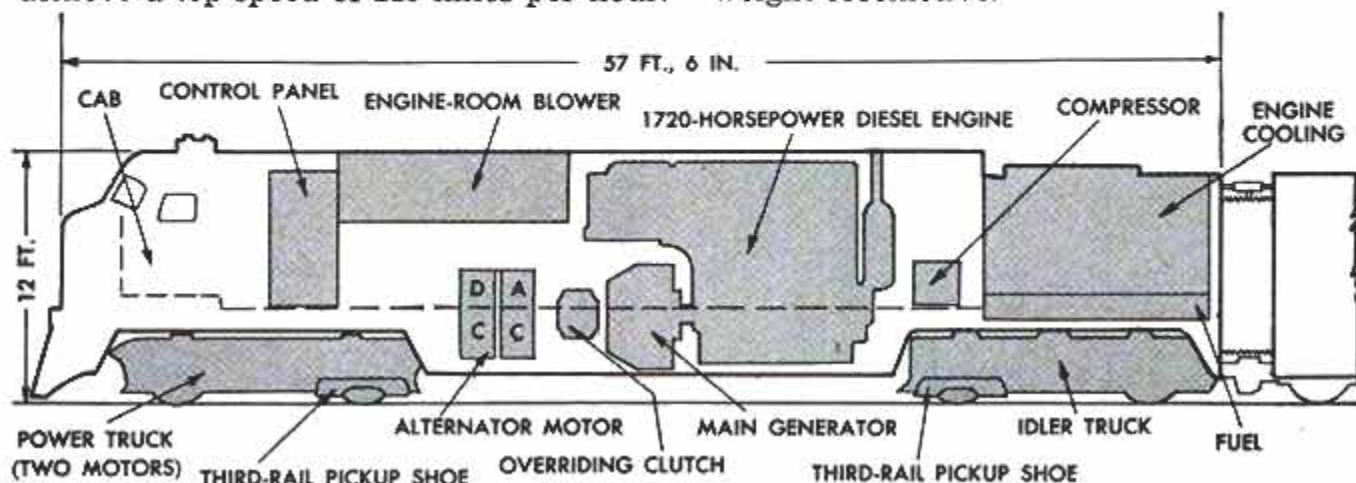 57 FT., 6 IN.
CAB
CONTROL PANEL
ENGINE-ROOM BLOWER
1720-HORSEPOWER DIESEL ENGINE
COMPRESSOR
ENGINE
COOLING
12 FT.
D A
C C
POWER TRUCK
(TWO MOTORS)
THIRD-RAIL PICKUP SHOE
ALTERNATOR MOTOR
OVERRIDING CLUTCH
MAIN GENERATOR
THIRD-RAIL PICKUP SHOE
IDLER TRUCK
FUEL